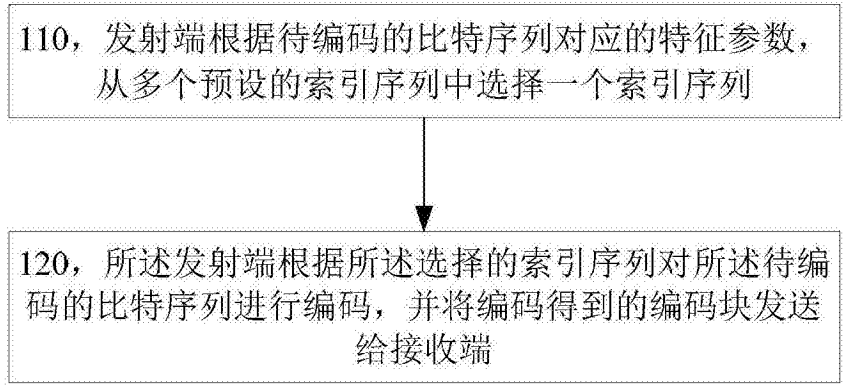 110，发射端根据待编码的比特序列对应的特征参数，
从多个预设的索引序列中选择一个索引序列
120，所述发射端根据所述选择的索引序列对所述待编
码的比特序列进行编码，并将编码得到的编码块发送
给接收端